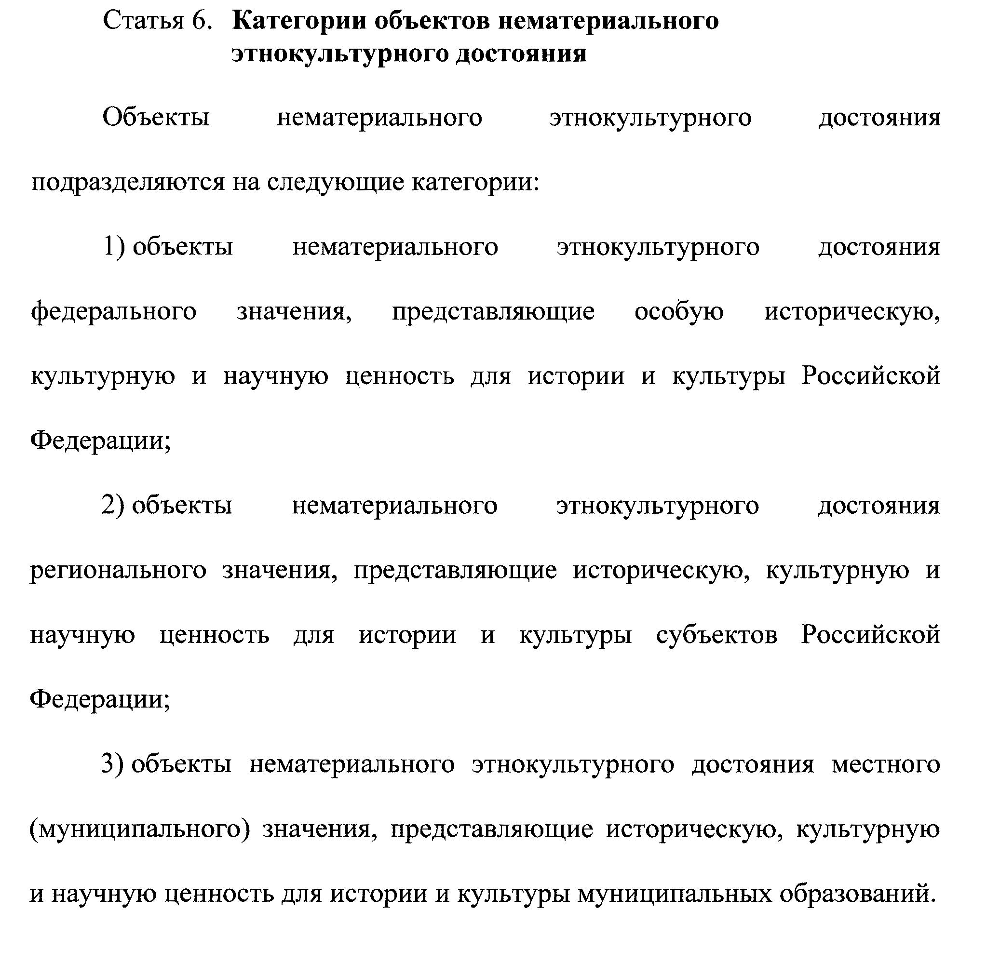 Статья 6. Категории объектов нематериального
этнокультурного достояния
Объекты нематериального этнокультурного достояния
подразделяются на следующие категории:
1) объекты нематериального этнокультурного достояния
федерального значения, представляющие особую историческую,
культурную и научную ценность для истории и культуры Российской
Федерации;
2) объекты нематериального этнокультурного достояния
регионального значения, представляющие историческую, культурную и
научную ценность для истории и культуры субъектов Российской
Федерации;
3) объекты нематериального этнокультурного достояния местного
(муниципального) значения, представляющие историческую, культурную
и научную ценность для истории и культуры муниципальных образований.